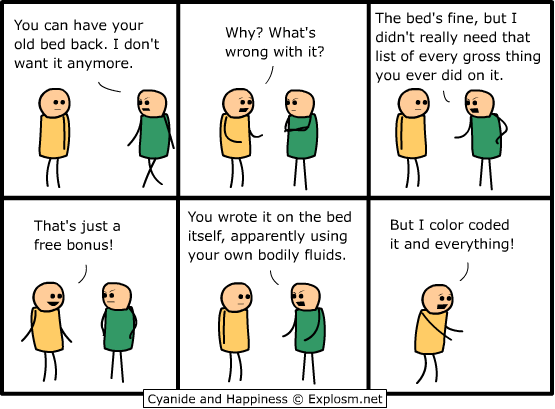 You can have your
old bed back. I don't
want it anymore.
Why? What's
wrong with it?
The bed's fine, but I
didn't really need that
list of every gross thing
you ever did on it.
That's just a
free bonus!
You wrote it on the bed
itself, apparently using
your own bodily fluids.
But I color coded
it and everything!
Cyanide and Happiness © Explosm.net